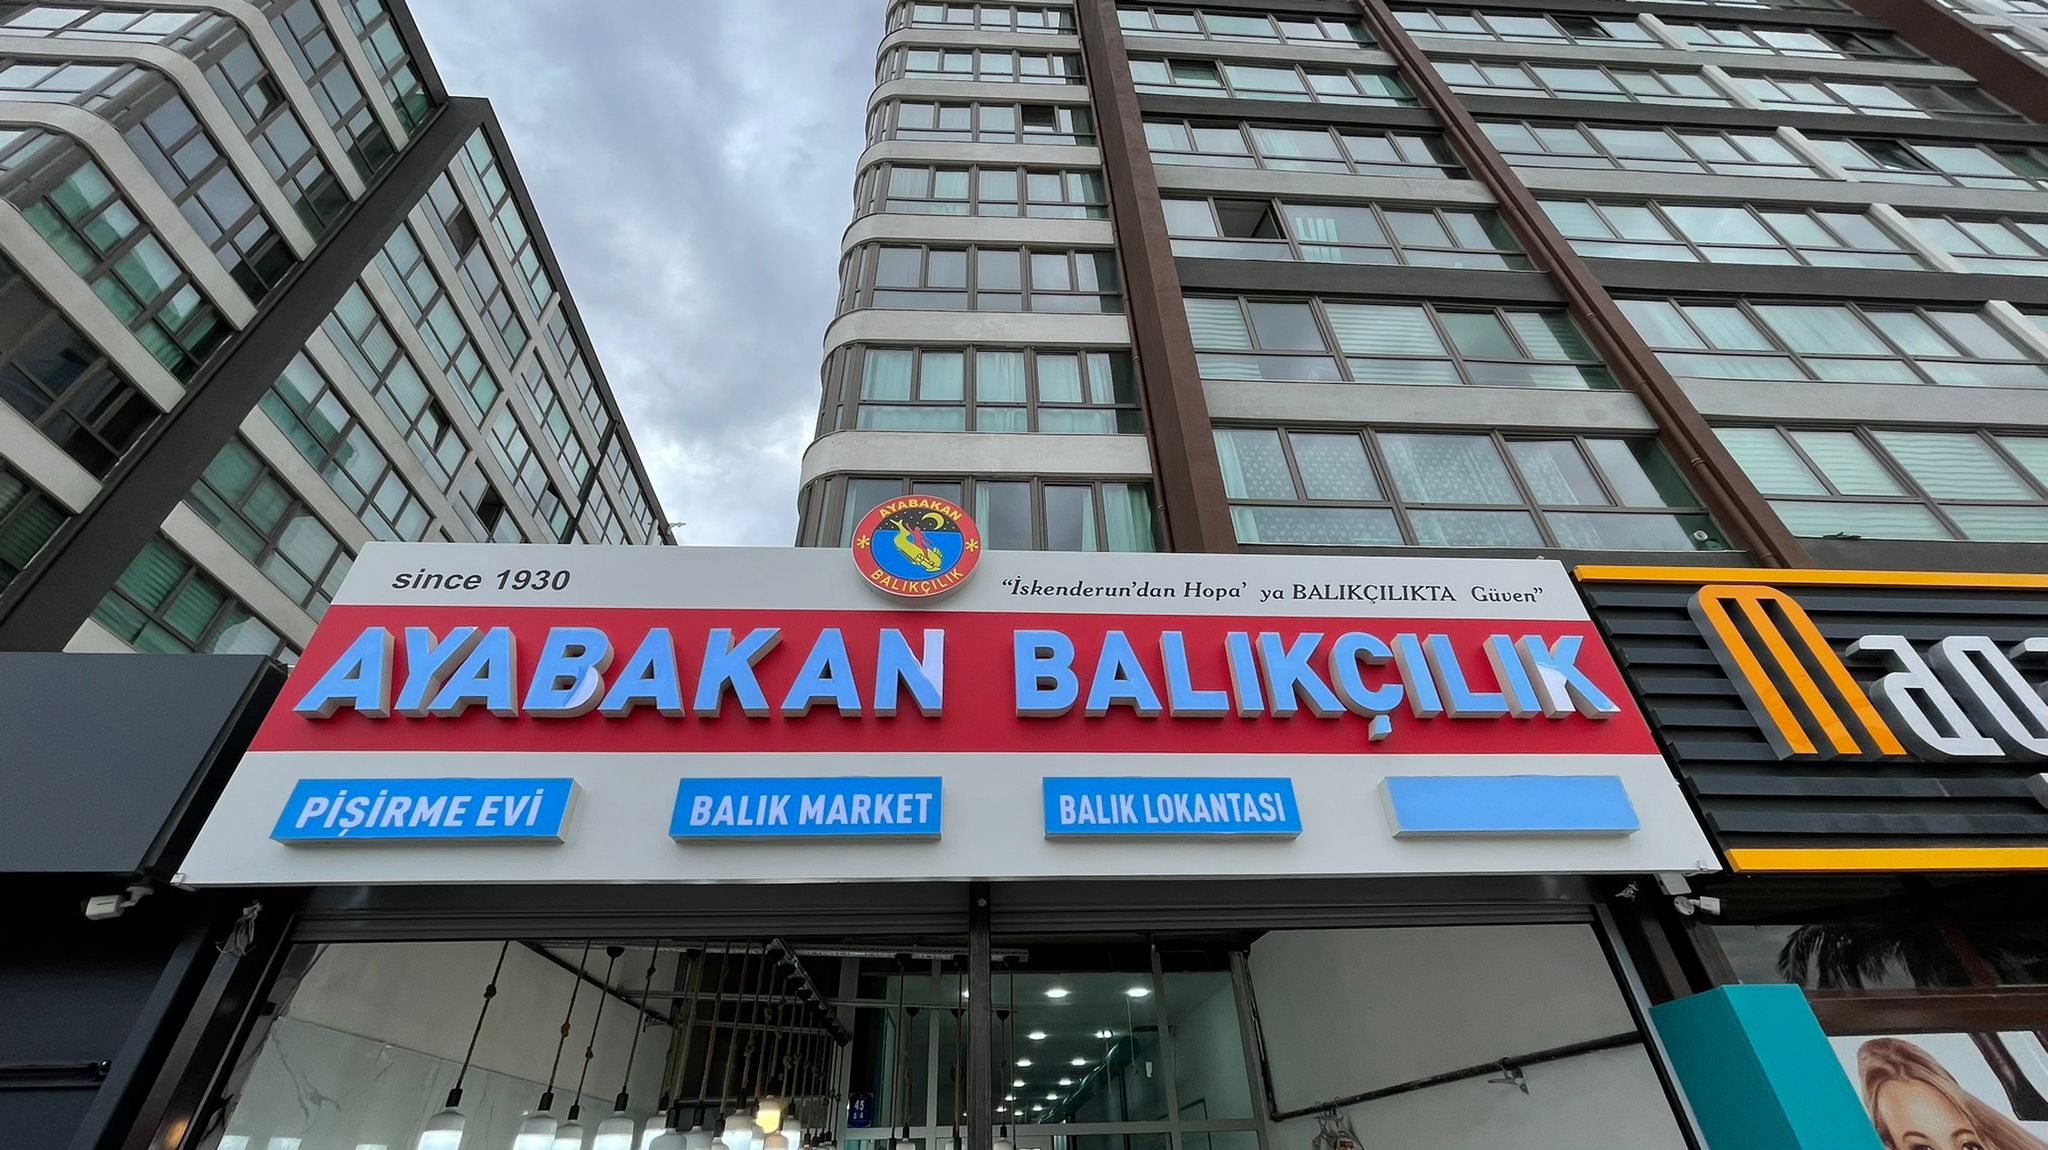 AYABAKAN
BALIKÇILIK
since 1930
“İskenderun’dan Hopa’ ya BALIKÇILIKTA Güven”
AYABAKAN BALIKÇILIK
PİŞİRME EVİ
BALIK MARKET
BALIK LOKANTASI
45